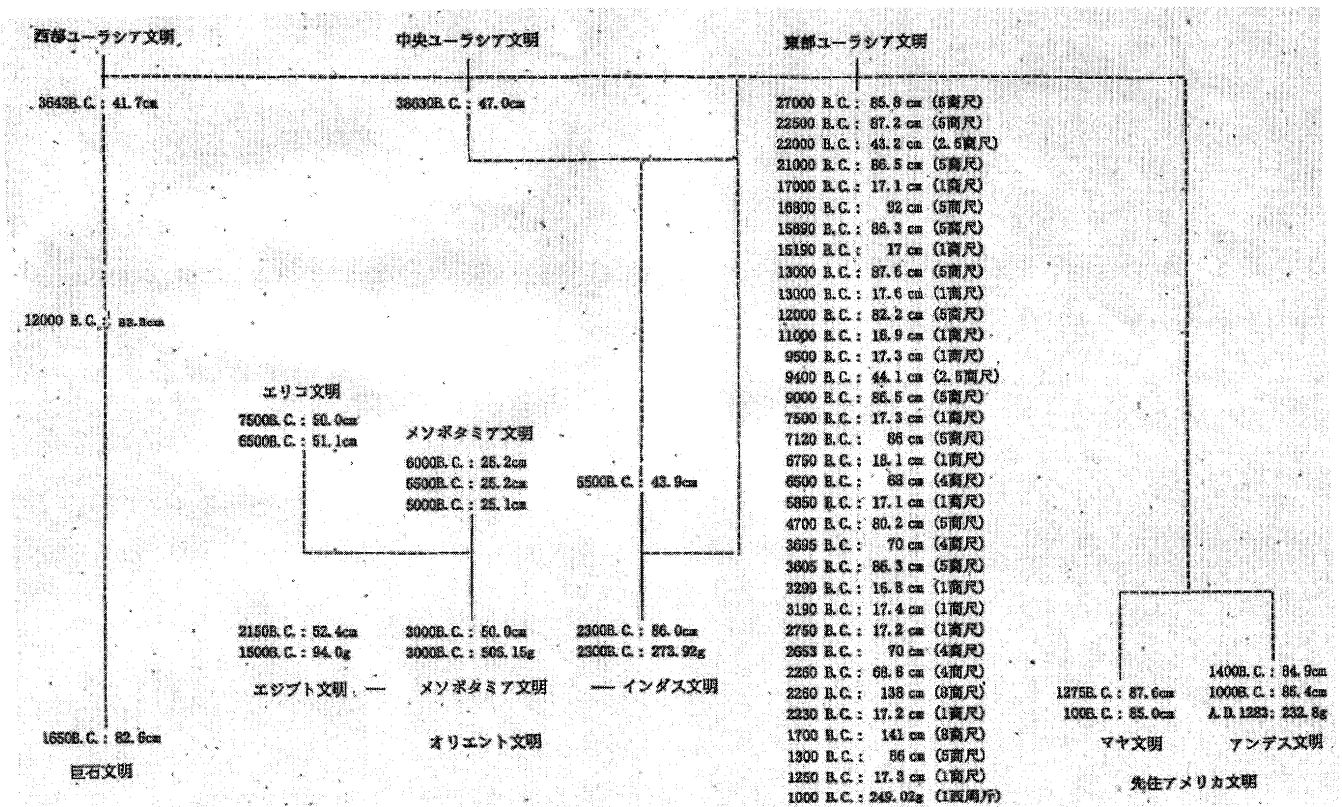 西部ユーラシア文明
3643B.C.: 41.7cm
12000 B.C.:
1650B.C.: 82.6cm
巨石文明
中央ユーラシア文明
38630B.C.: 47.0cm
エリコ文明
7500B.C.: 50.0cm
6500B.C.: 51.1cm
メソポタミア文明
6000B.C.: 25.2cm
5500B.C.: 25.2cm
5000B.C.: 25.1cm
5500B.C.: 43.9cm
2150B.C.: 52.4cm
1500B.C.: 94.0g
エジプト文明 —
3000B.C.: 50.0cm
3000B.C.: 505.15g
メソポタミア文明
2300B.C.: 86.0cm
2300B.C.: 273.92g
— インダス文明
オリエント文明
東部ユーラシア文明
27000 B.C.: 85.8 cm (5商尺)
22500 B.C.: 87.2 cm (5商尺)
22000 B.C.: 43.2 cm (2.5商尺)
21000 B.C.: 86.5 cm (5商尺)
17000 B.C.: 17.1 cm (1商尺)
16800 B.C.: 92 cm (5商尺)
15890 B.C.: 86.3 cm (5商尺)
15190 B.C.: 17 cm (1商尺)
13000 B.C.: 87.6 cm (5商尺)
13000 B.C.: 17.6 cm (1商尺)
12000 B.C.: 82.2 cm (5商尺)
11000 B.C.: 16.9 cm (1商尺)
9500 B.C.: 17.3 cm (1商尺)
9400 B.C.: 44.1 cm (2.5商尺)
9000 B.C.: 86.5 cm (5商尺)
7500 B.C.: 17.3 cm (1商尺)
7120 B.C.: 86 cm (5商尺)
6750 B.C.: 18.1 cm (1商尺)
6500 B.C.: 68 cm (4商尺)
5850 B.C.: 17.1 cm (1商尺)
4700 B.C.: 80.2 cm (5商尺)
3695 B.C.: 70 cm (4商尺)
3605 B.C.: 86.3 cm (5商尺)
3299 B.C.: 16.8 cm (1商尺)
3190 B.C.: 17.4 cm (1商尺)
2750 B.C.: 17.2 cm (1商尺)
2653 B.C.: 70 cm (4商尺)
2250 B.C.: 68.8 cm (4商尺)
2250 B.C.: 138 cm (8商尺)
2230 B.C.: 17.2 cm (1商尺)
1700 B.C.: 141 cm (8商尺)
1300 B.C.: 86 cm (5商尺)
1250 B.C.: 17.3 cm (1商尺)
1000 B.C.: 249.02g (1西周斤)
1275B.C.: 87.6cm
100B.C.: 85.0cm
マヤ文明
1400B.C.: 84.9cm
1000B.C.: 85.4cm
A.D.1283: 232.8g
アンデス文明
先住アメリカ文明